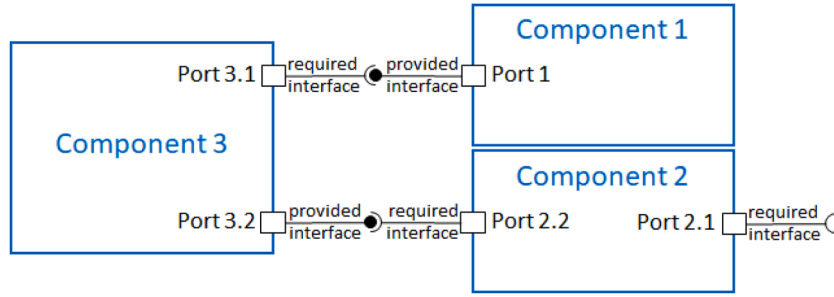 Component 1
Port 3.1
required
interface
provided
interface
Port 1
Component 3
Component 2
Port 3.2
provided
interface
required
interface
Port 2.2
Port 2.1
required
interface